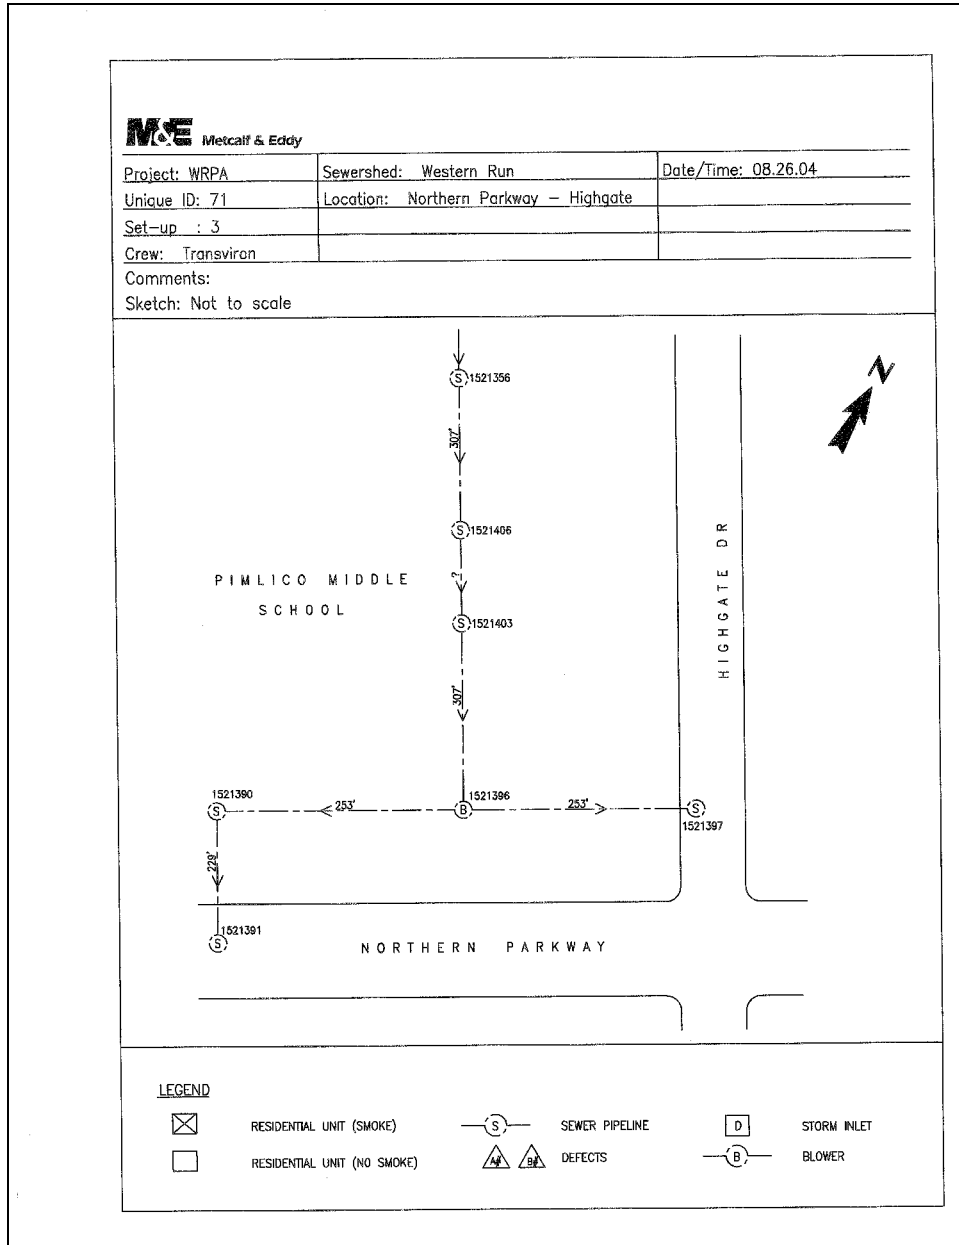 M&E Metcalf & Eddy
Project: WRPA Sewershed: Western Run Date/Time: 08.26.04
Unique ID: 71 Location: Northern Parkway - Highgate
Set-up : 3
Crew: Transviron
Comments:
Sketch: Not to scale
N
S 1521356
307'
S 1521406
?
PIMLICO MIDDLE
SCHOOL
S 1521403
HIGHGATE DR
307'
1521390
1521396
S 253' B 253' S
1521397
229'
1521391
S
NORTHERN PARKWAY
LEGEND
RESIDENTIAL UNIT (SMOKE) S SEWER PIPELINE D STORM INLET
RESIDENTIAL UNIT (NO SMOKE) A# B# DEFECTS B BLOWER